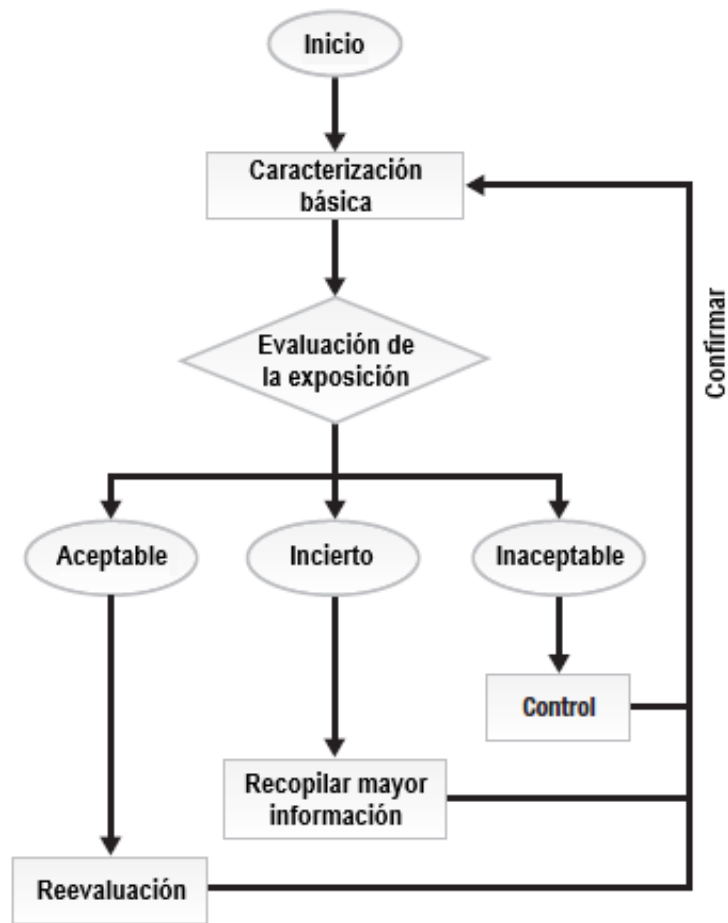 Inicio
Caracterización
básica
Confirmar
Evaluación de
la exposición
Aceptable
Incierto
Inaceptable
Control
Recopilar mayor
información
Reevaluación